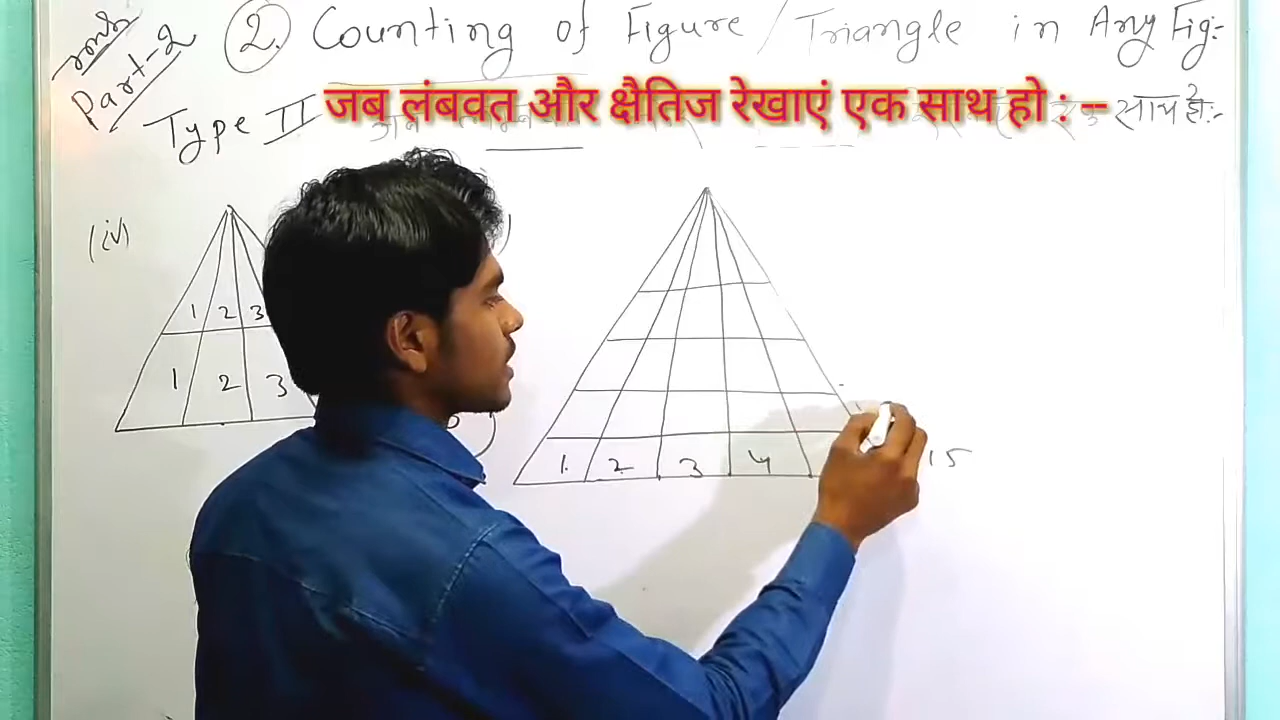 Part-2
2. Counting of Figure/Triangle in Any Fig:-
Type II जब लंबवत और क्षैतिज रेखाएं एक साथ हो : --
साथ हो:-
(iv)
1 2 3
1 2 3
1 2 3 4
15